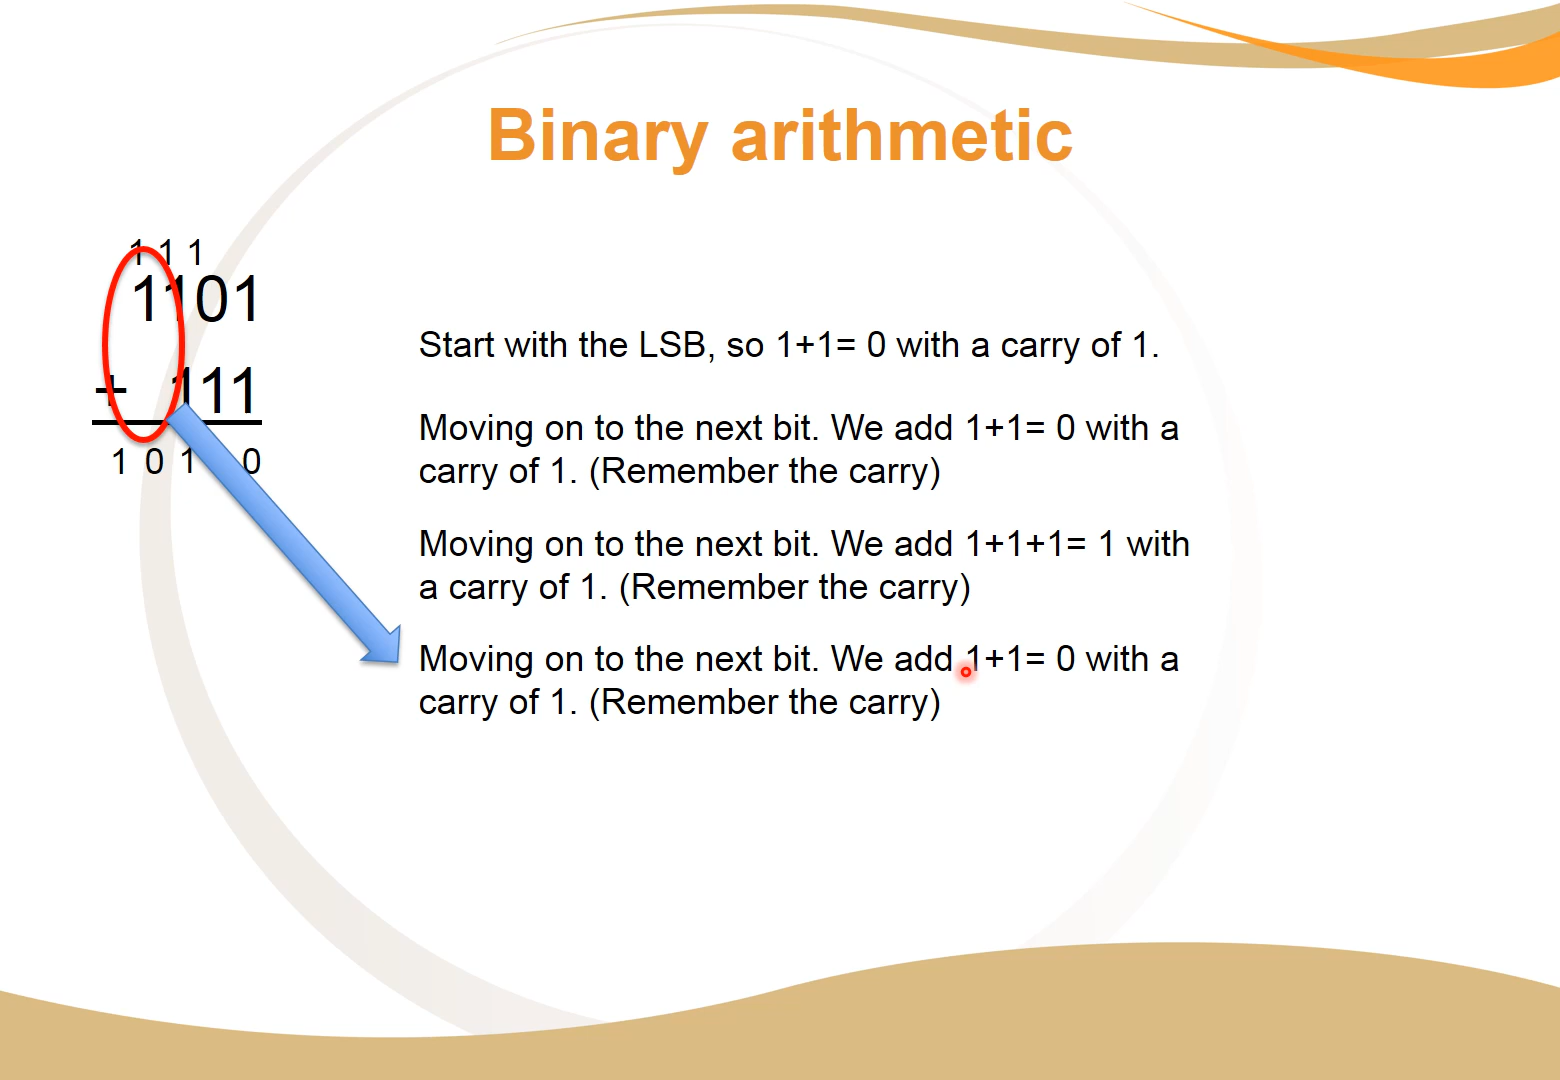 Binary arithmetic
1 1 1
1101
+ 111
1 0 1 0
Start with the LSB, so 1+1= 0 with a carry of 1.
Moving on to the next bit. We add 1+1= 0 with a
carry of 1. (Remember the carry)
Moving on to the next bit. We add 1+1+1= 1 with
a carry of 1. (Remember the carry)
Moving on to the next bit. We add 1+1= 0 with a
carry of 1. (Remember the carry)